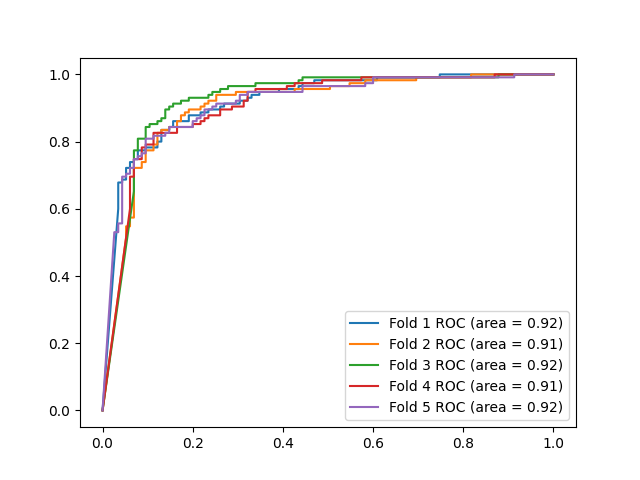 1.0
0.8
0.6
0.4
0.2
0.0
Fold 1 ROC (area = 0.92)
Fold 2 ROC (area = 0.91)
Fold 3 ROC (area = 0.92)
Fold 4 ROC (area = 0.91)
Fold 5 ROC (area = 0.92)
0.0 0.2 0.4 0.6 0.8 1.0